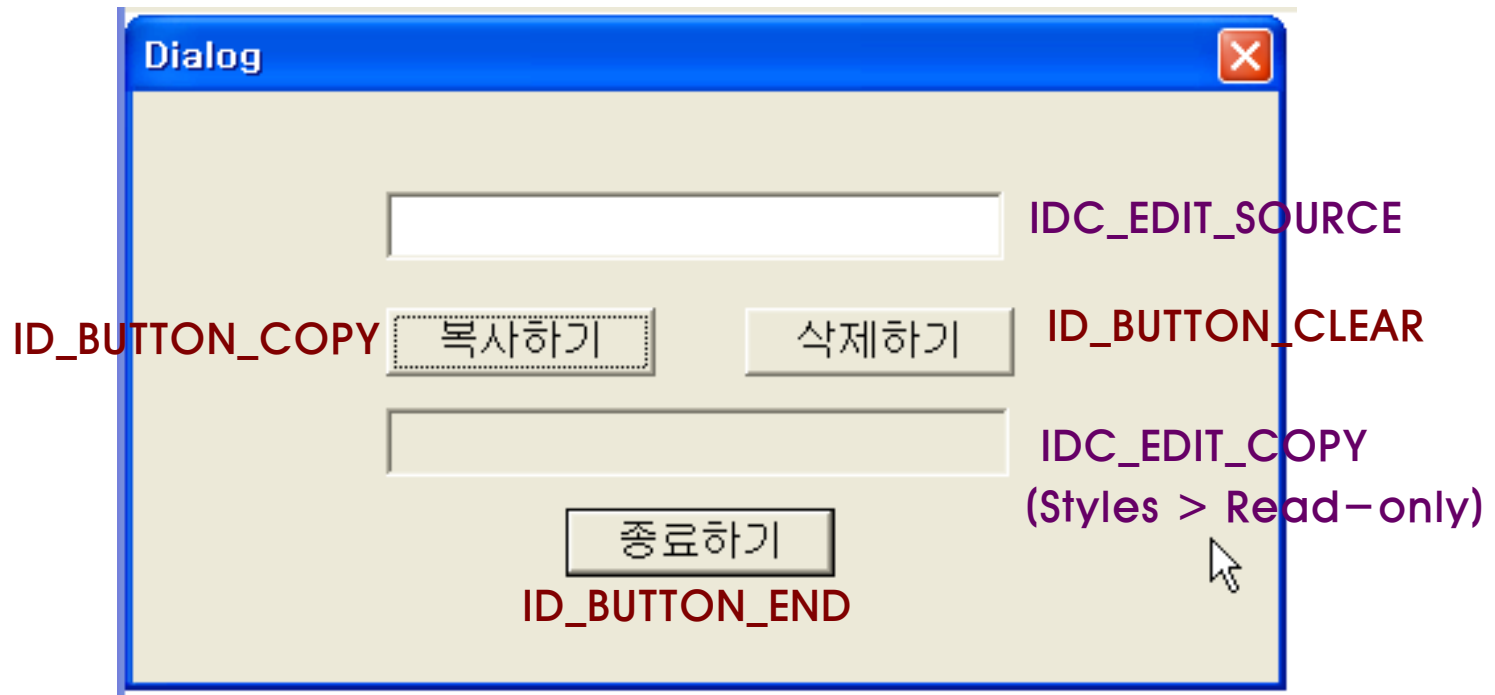 Dialog
IDC_EDIT_SOURCE
ID_BUTTON_COPY 복사하기 삭제하기 ID_BUTTON_CLEAR
IDC_EDIT_COPY
(Styles > Read-only)
종료하기
ID_BUTTON_END